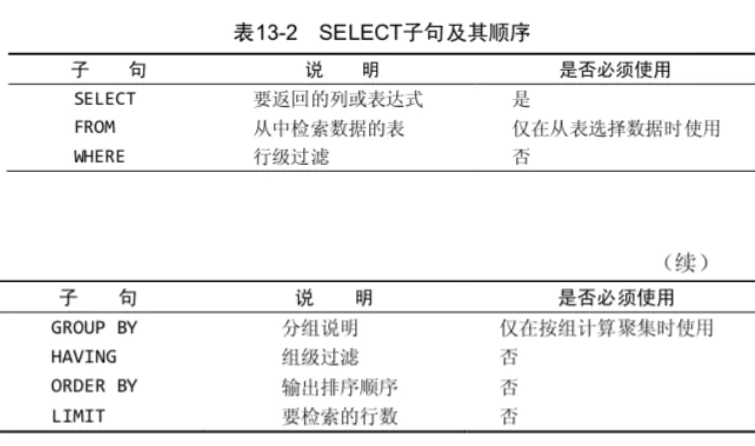 表13-2 SELECT子句及其顺序
子 句 说 明 是否必须使用
SELECT 要返回的列或表达式 是
FROM 从中检索数据的表 仅在从表选择数据时使用
WHERE 行级过滤 否
（续）
子 句 说 明 是否必须使用
GROUP BY 分组说明 仅在按组计算聚集时使用
HAVING 组级过滤 否
ORDER BY 输出排序顺序 否
LIMIT 要检索的行数 否